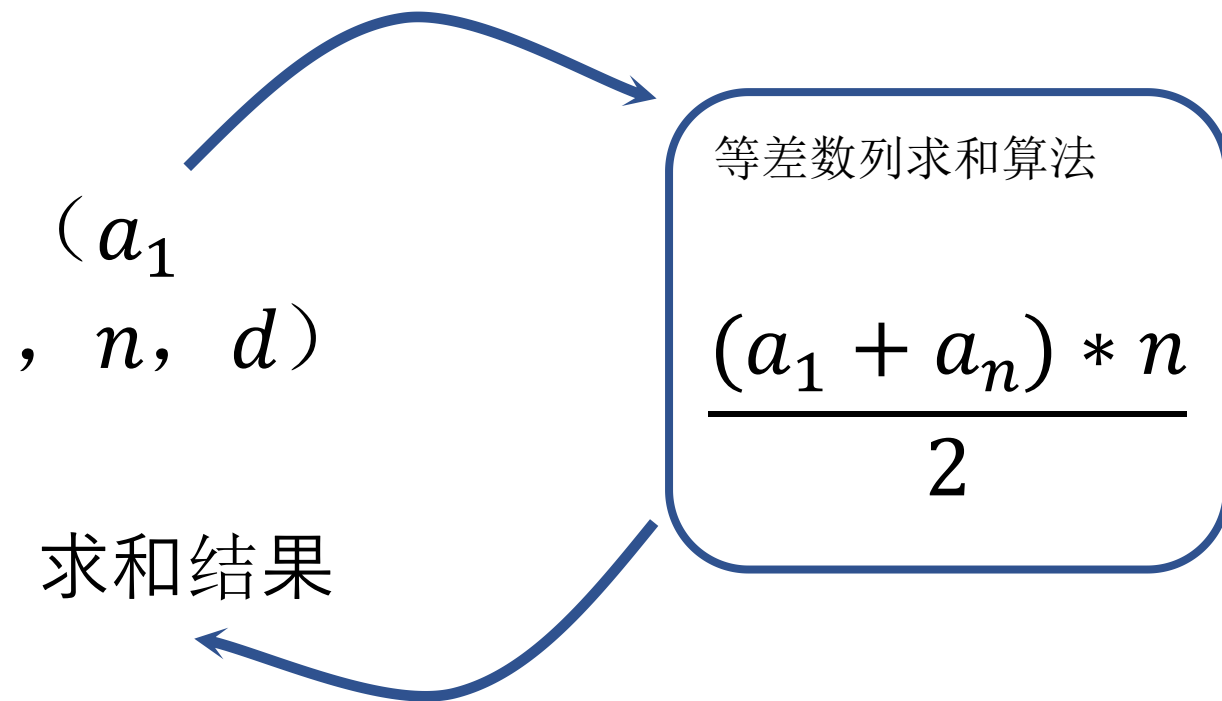 （a₁
，n，d）
求和结果
等差数列求和算法
(a₁ + aₙ) * n
2